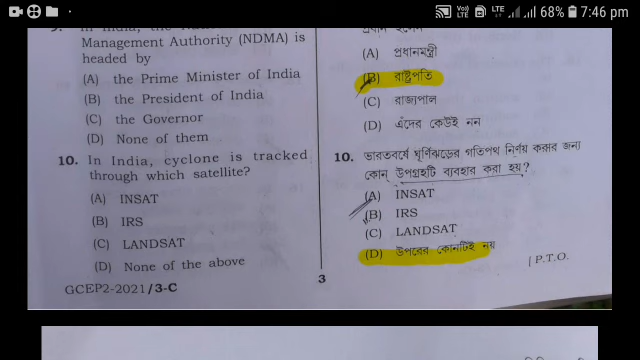 68% 7:46 pm
Management Authority (NDMA) is
headed by
(A) the Prime Minister of India
(B) the President of India
(C) the Governor
(D) None of them
10. In India, cyclone is tracked
through which satellite?
(A) INSAT
(B) IRS
(C) LANDSAT
(D) None of the above
GCEP2-2021/3-C
3
(A) প্রধানমন্ত্রী
(B) রাষ্ট্রপতি
(C) রাজ্যপাল
(D) এঁদের কেউই নন
10. ভারতবর্ষে ঘূর্ণিঝড়ের গতিপথ নির্ণয় করার জন্য
কোন্ উপগ্রহটি ব্যবহার করা হয়?
(A) INSAT
(B) IRS
(C) LANDSAT
(D) উপরের কোনটিই নয়
[ P.T.O.